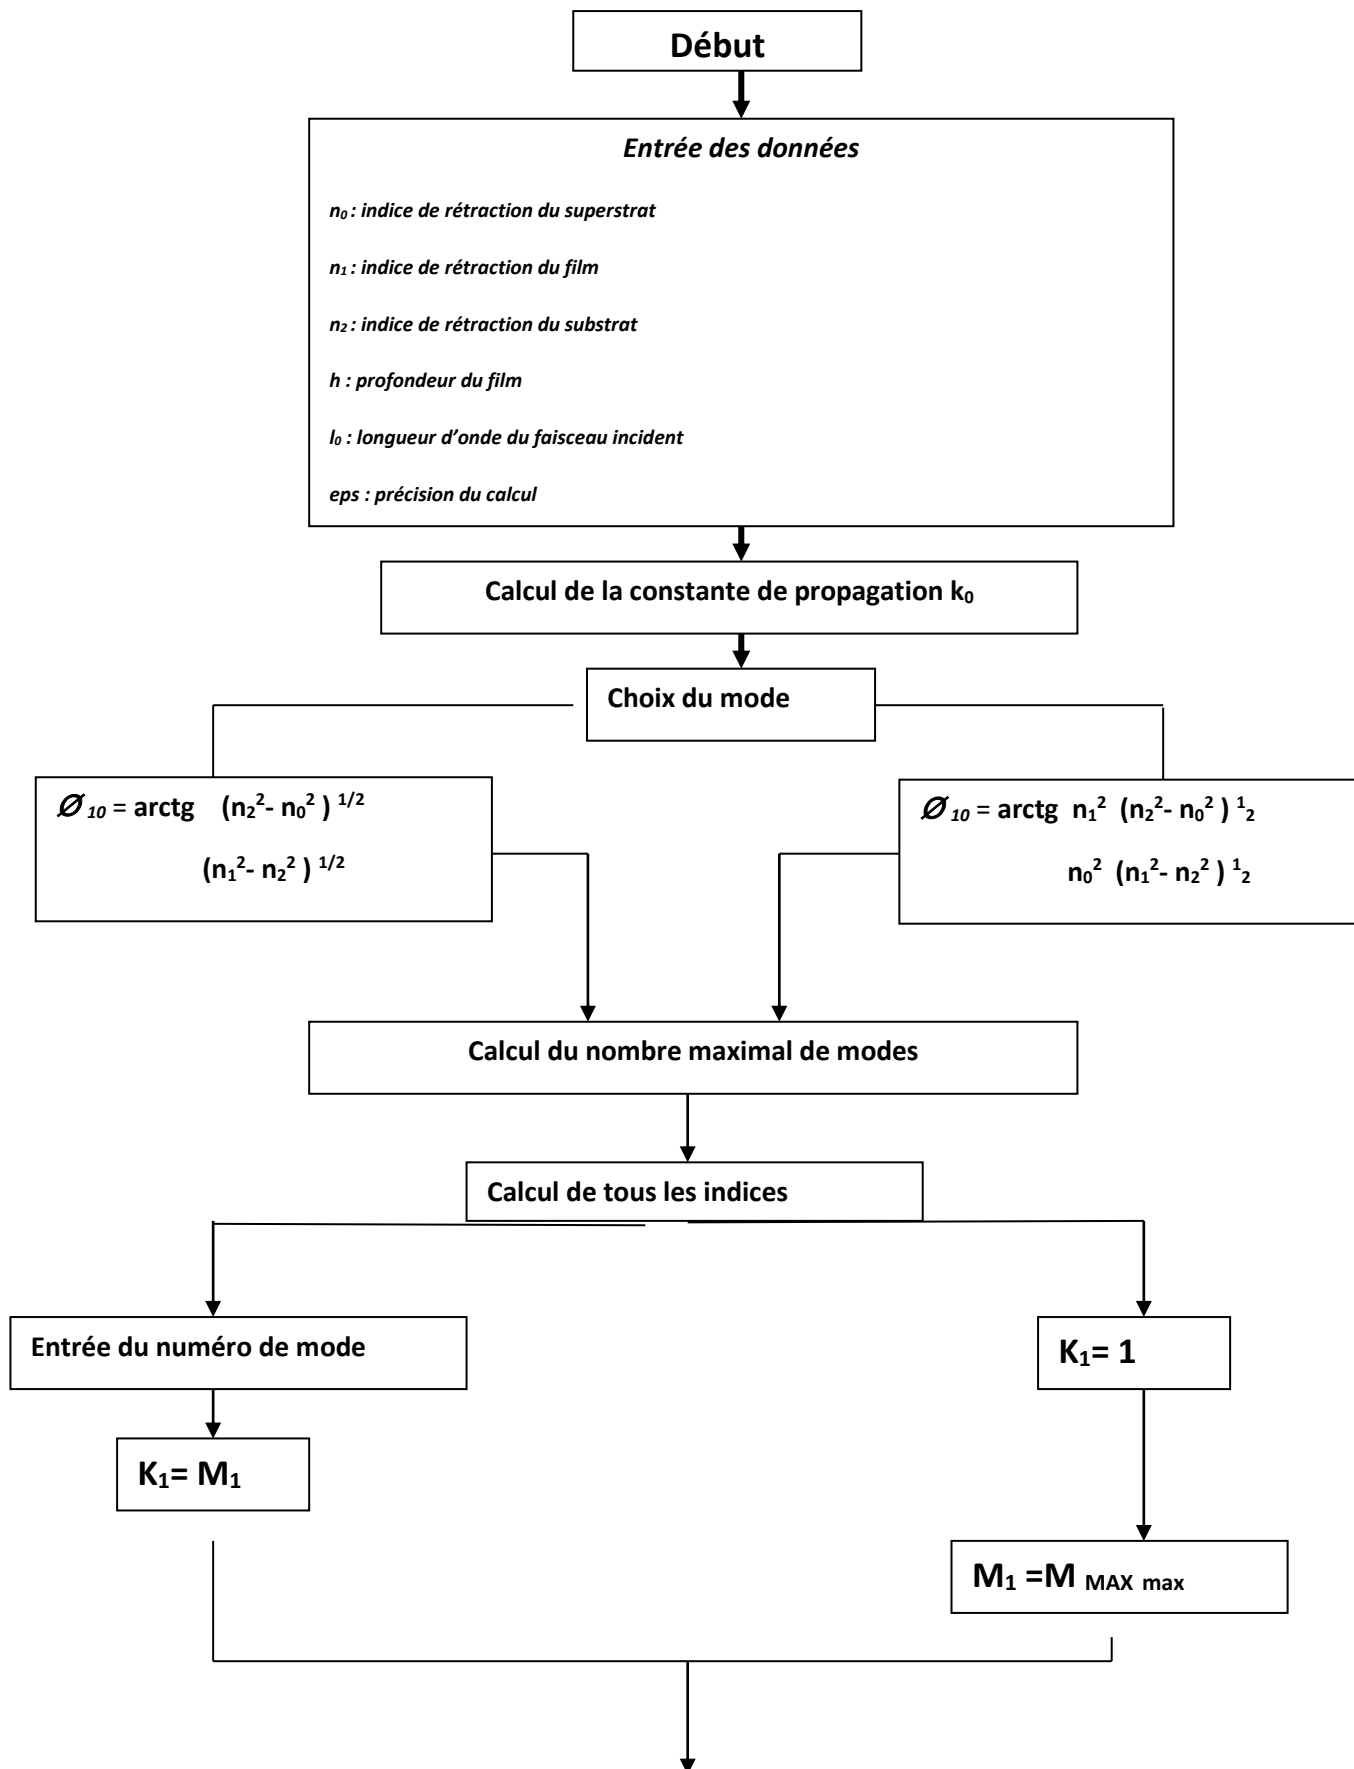 Début
Entrée des données
n₀ : indice de rétraction du superstrat
n₁ : indice de rétraction du film
n₂ : indice de rétraction du substrat
h : profondeur du film
l₀ : longueur d’onde du faisceau incident
eps : précision du calcul
Calcul de la constante de propagation k₀
Choix du mode
Ø ₁₀ = arctg (n₂²- n₀² ) ¹/²
(n₁²- n₂² ) ¹/²
Ø ₁₀ = arctg n₁² (n₂²- n₀² ) ¹₂
n₀² (n₁²- n₂² ) ¹₂
Calcul du nombre maximal de modes
Calcul de tous les indices
Entrée du numéro de mode
K₁= 1
K₁= M₁
M₁ =M MAX max